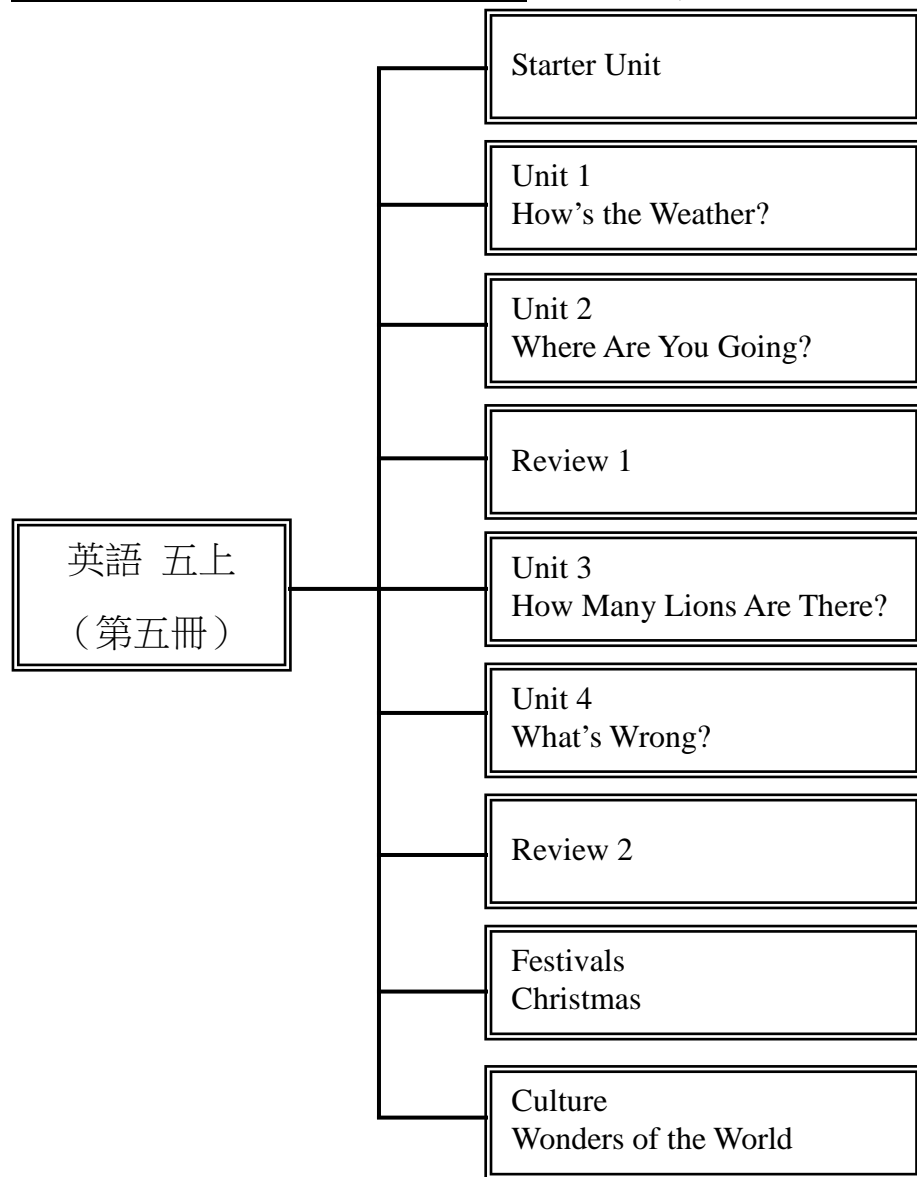 英語 五上
（第五冊）
Starter Unit
Unit 1
How’s the Weather?
Unit 2
Where Are You Going?
Review 1
Unit 3
How Many Lions Are There?
Unit 4
What’s Wrong?
Review 2
Festivals
Christmas
Culture
Wonders of the World